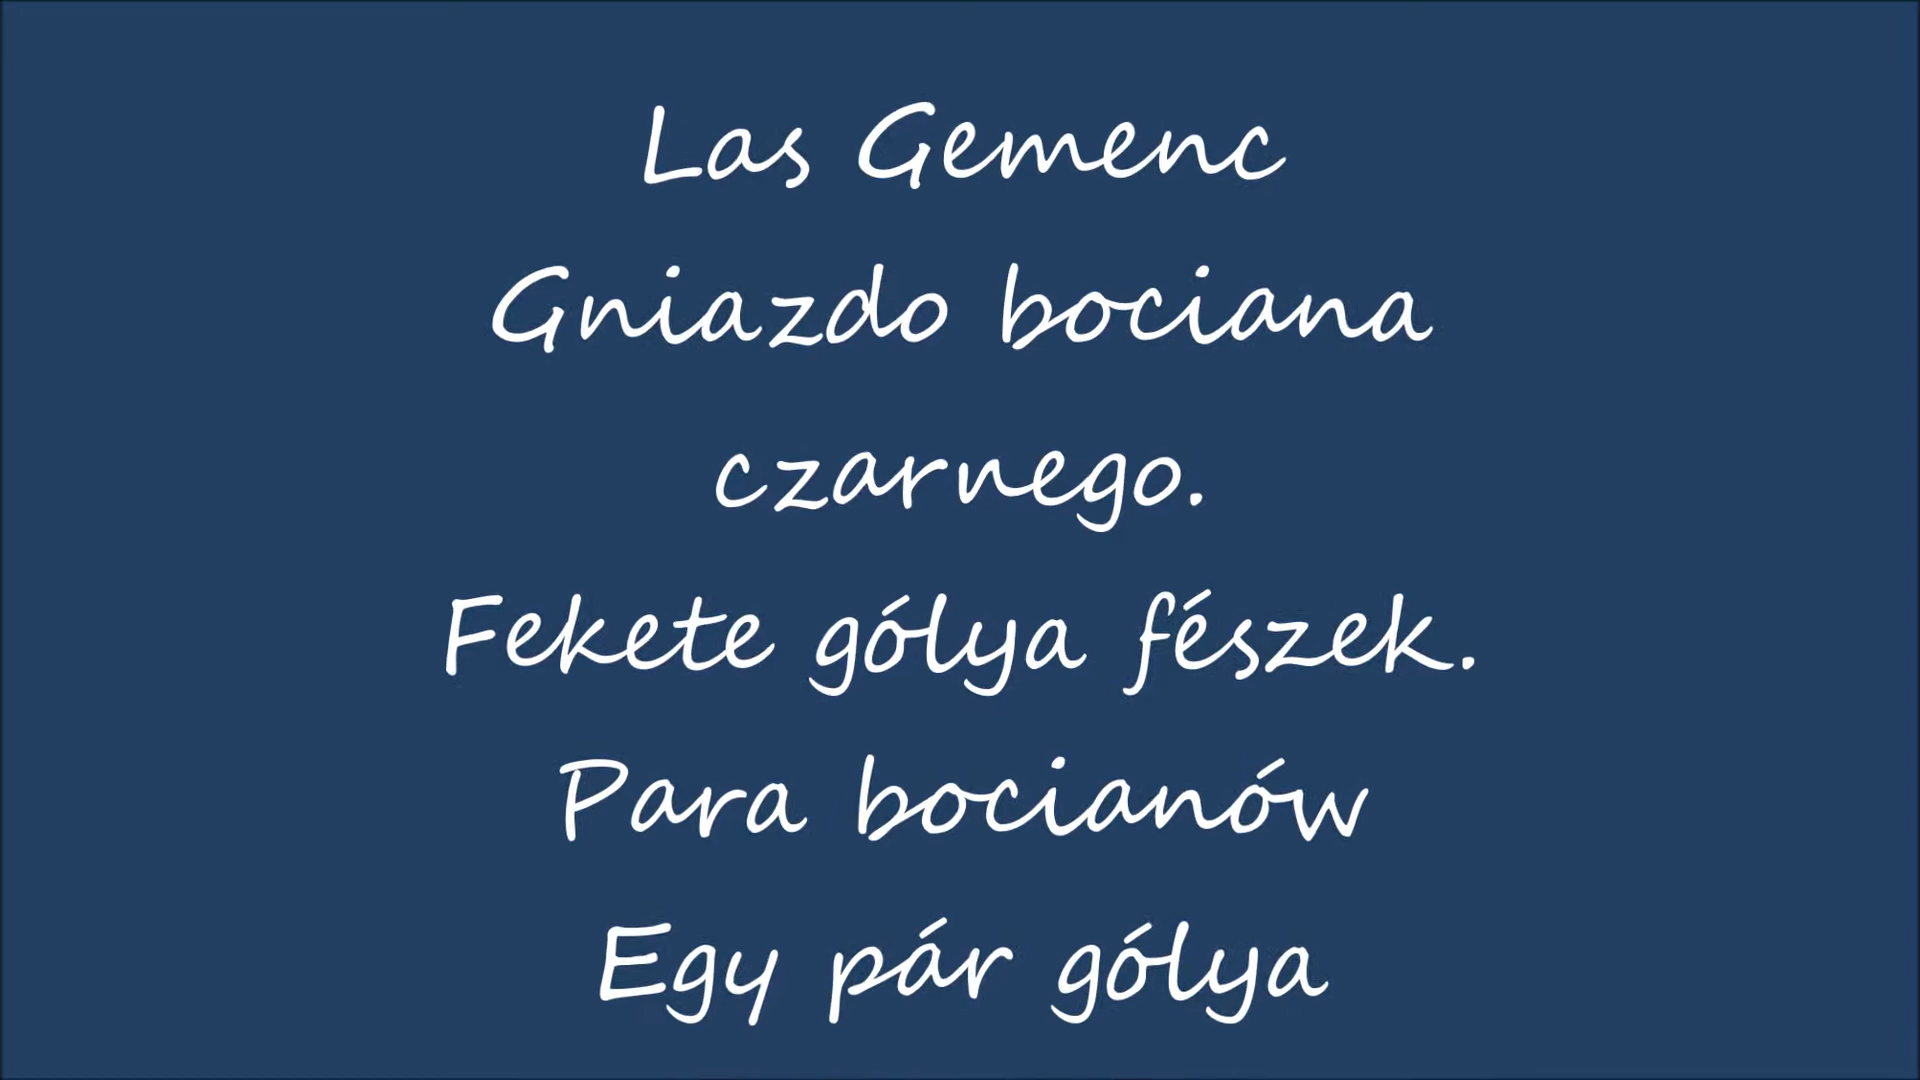 Las Gemenc
Gniazdo bociana
czarnego.
Fekete gólya fészek.
Para bocianów
Egy pár gólya